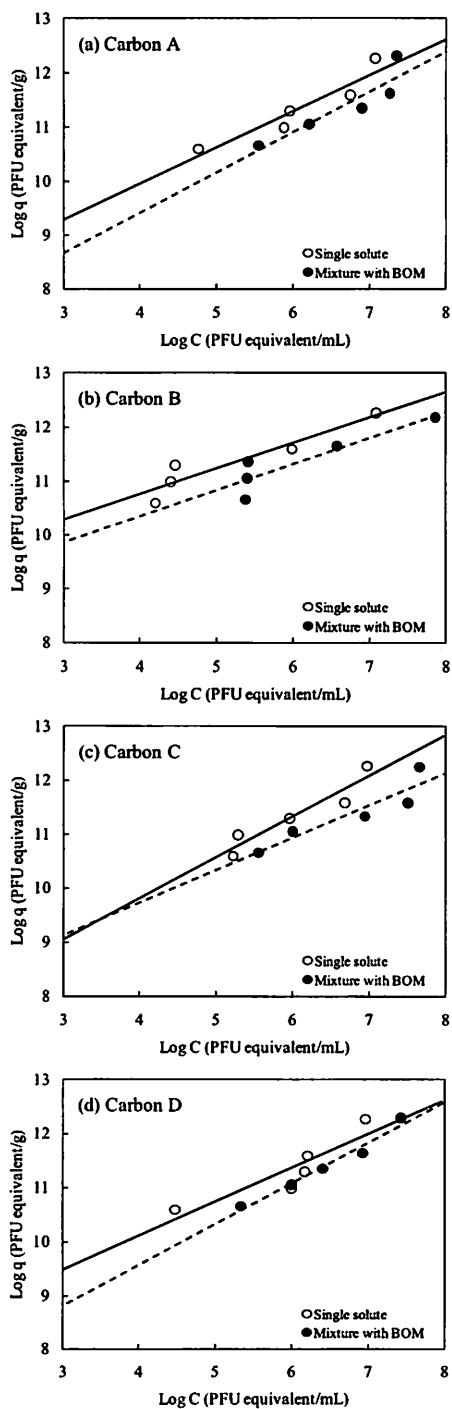 13
(a) Carbon A
12
11
10
9
8
Log q (PFU equivalent/g)
Single solute
Mixture with BOM
3 4 5 6 7 8
Log C (PFU equivalent/mL)
13
(b) Carbon B
12
11
10
9
8
Log q (PFU equivalent/g)
Single solute
Mixture with BOM
3 4 5 6 7 8
Log C (PFU equivalent/mL)
13
(c) Carbon C
12
11
10
9
8
Log q (PFU equivalent/g)
Single solute
Mixture with BOM
3 4 5 6 7 8
Log C (PFU equivalent/mL)
13
(d) Carbon D
12
11
10
9
8
Log q (PFU equivalent/g)
Single solute
Mixture with BOM
3 4 5 6 7 8
Log C (PFU equivalent/mL)